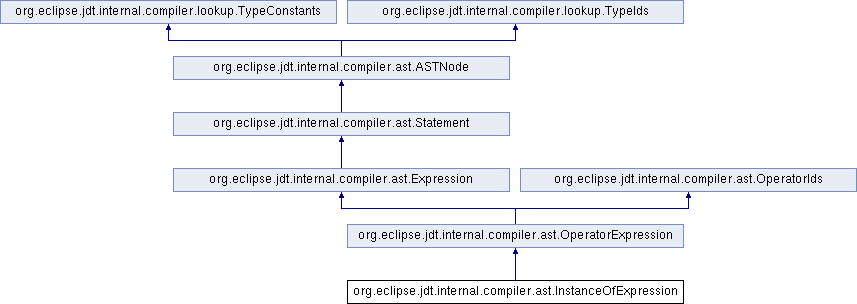 org.eclipse.jdt.internal.compiler.lookup.TypeConstants
org.eclipse.jdt.internal.compiler.lookup.TypeIds
org.eclipse.jdt.internal.compiler.ast.ASTNode
org.eclipse.jdt.internal.compiler.ast.Statement
org.eclipse.jdt.internal.compiler.ast.Expression
org.eclipse.jdt.internal.compiler.ast.OperatorIds
org.eclipse.jdt.internal.compiler.ast.OperatorExpression
org.eclipse.jdt.internal.compiler.ast.InstanceOfExpression